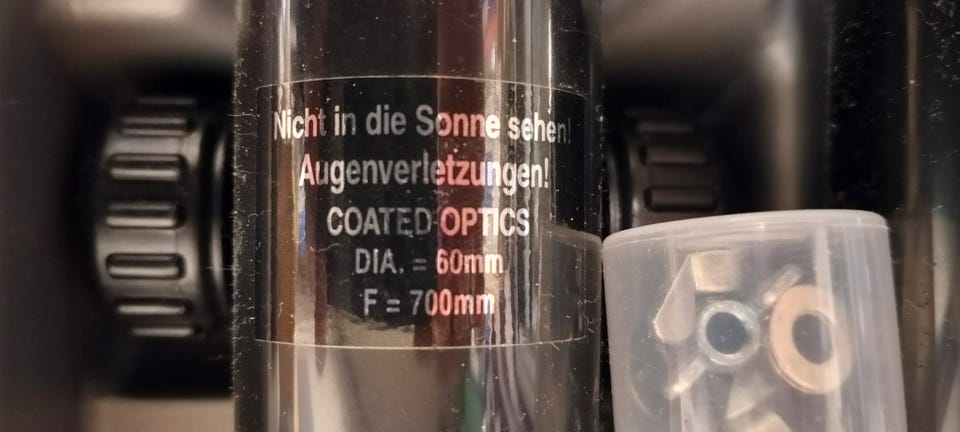 Nicht in die Sonne sehen!
Augenverletzungen!
COATED OPTICS
DIA. = 60mm
F = 700mm